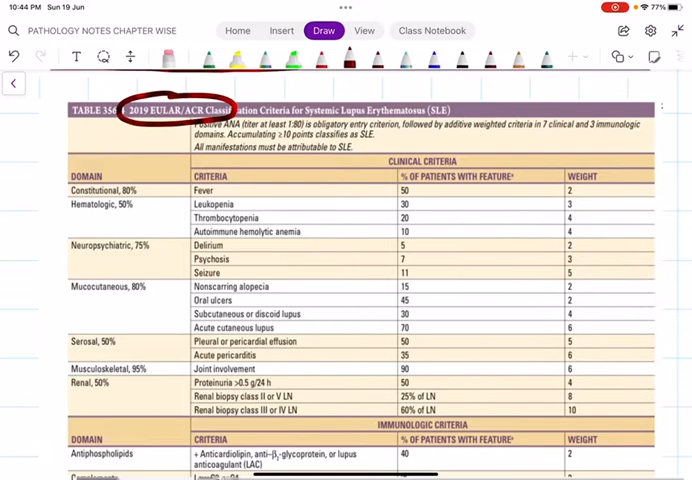 10:44 PM Sun 19 Jun
77%
PATHOLOGY NOTES CHAPTER WISE
Home Insert Draw View Class Notebook
TABLE 356 2019 EULAR/ACR Classification Criteria for Systemic Lupus Erythematosus (SLE)
Positive ANA (titer at least 1:80) is obligatory entry criterion, followed by additive weighted criteria in 7 clinical and 3 immunologic
domains. Accumulating ≥10 points classifies as SLE.
All manifestations must be attributable to SLE.
CLINICAL CRITERIA
DOMAIN CRITERIA % OF PATIENTS WITH FEATUREᵃ WEIGHT
Constitutional, 80% Fever 50 2
Hematologic, 50% Leukopenia 30 3
Thrombocytopenia 20 4
Autoimmune hemolytic anemia 10 4
Neuropsychiatric, 75% Delirium 5 2
Psychosis 7 3
Seizure 11 5
Mucocutaneous, 80% Nonscarring alopecia 15 2
Oral ulcers 45 2
Subcutaneous or discoid lupus 30 4
Acute cutaneous lupus 70 6
Serosal, 50% Pleural or pericardial effusion 50 5
Acute pericarditis 35 6
Musculoskeletal, 95% Joint involvement 90 6
Renal, 50% Proteinuria >0.5 g/24 h 50 4
Renal biopsy class II or V LN 25% of LN 8
Renal biopsy class III or IV LN 60% of LN 10
IMMUNOLOGIC CRITERIA
DOMAIN CRITERIA % OF PATIENTS WITH FEATUREᵃ WEIGHT
Antiphospholipids + Anticardiolipin, anti-β₂-glycoprotein, or lupus 40 2
anticoagulant (LAC)